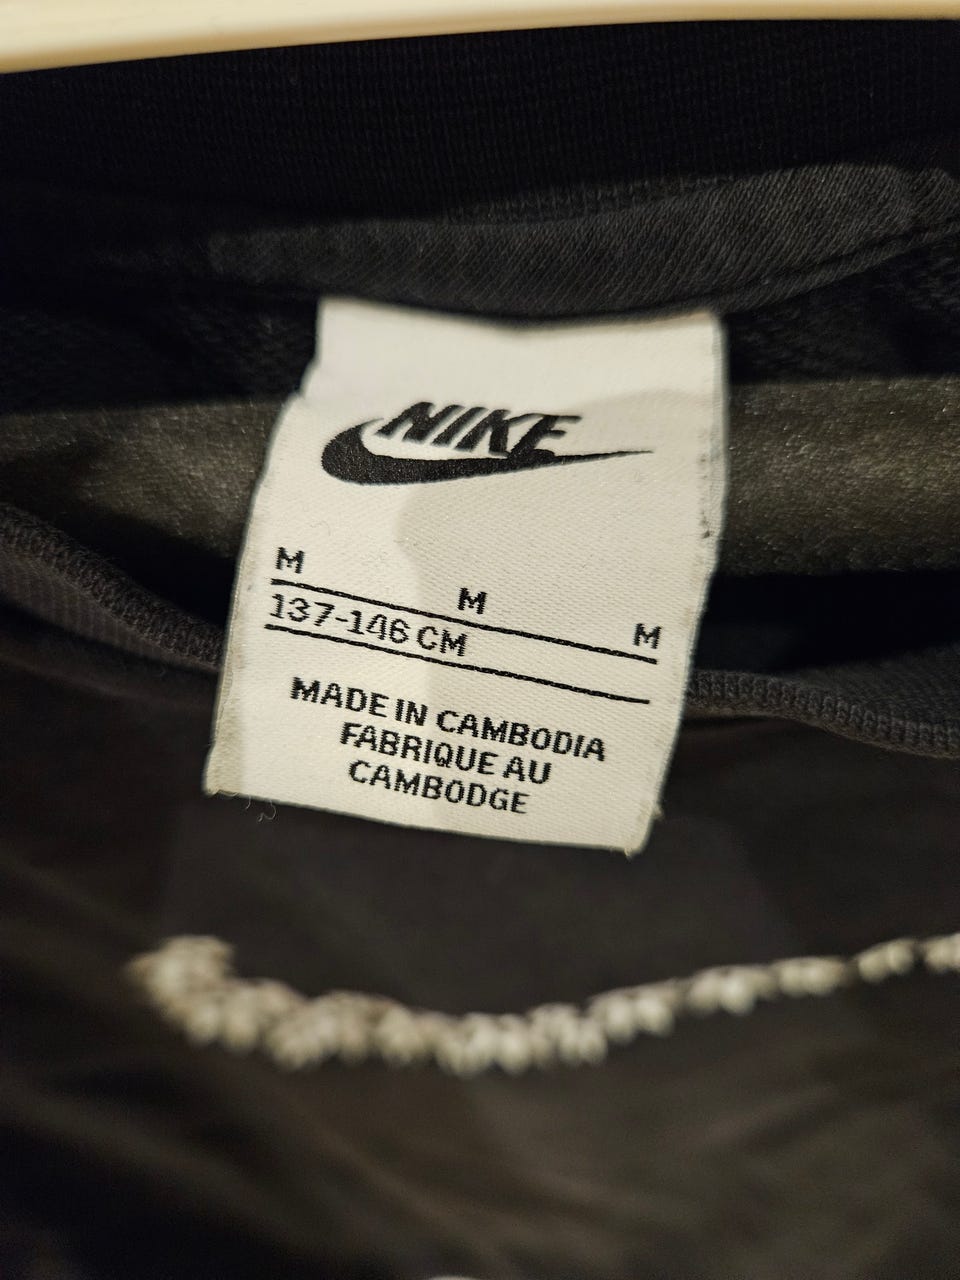 NIKE
M M M
137-146 CM
MADE IN CAMBODIA
FABRIQUE AU
CAMBODGE